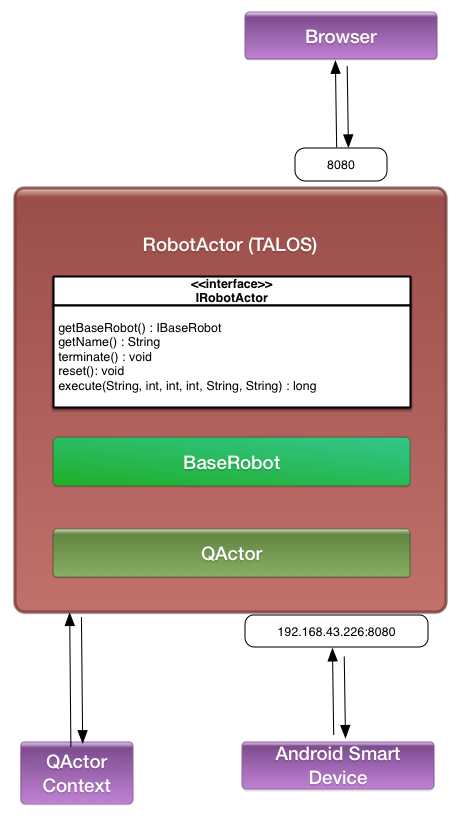 Browser
8080
RobotActor (TALOS)
<<interface>>
IRobotActor
getBaseRobot() : IBaseRobot
getName() : String
terminate() : void
reset(): void
execute(String, int, int, int, String, String) : long
BaseRobot
QActor
192.168.43.226:8080
QActor
Context
Android Smart
Device